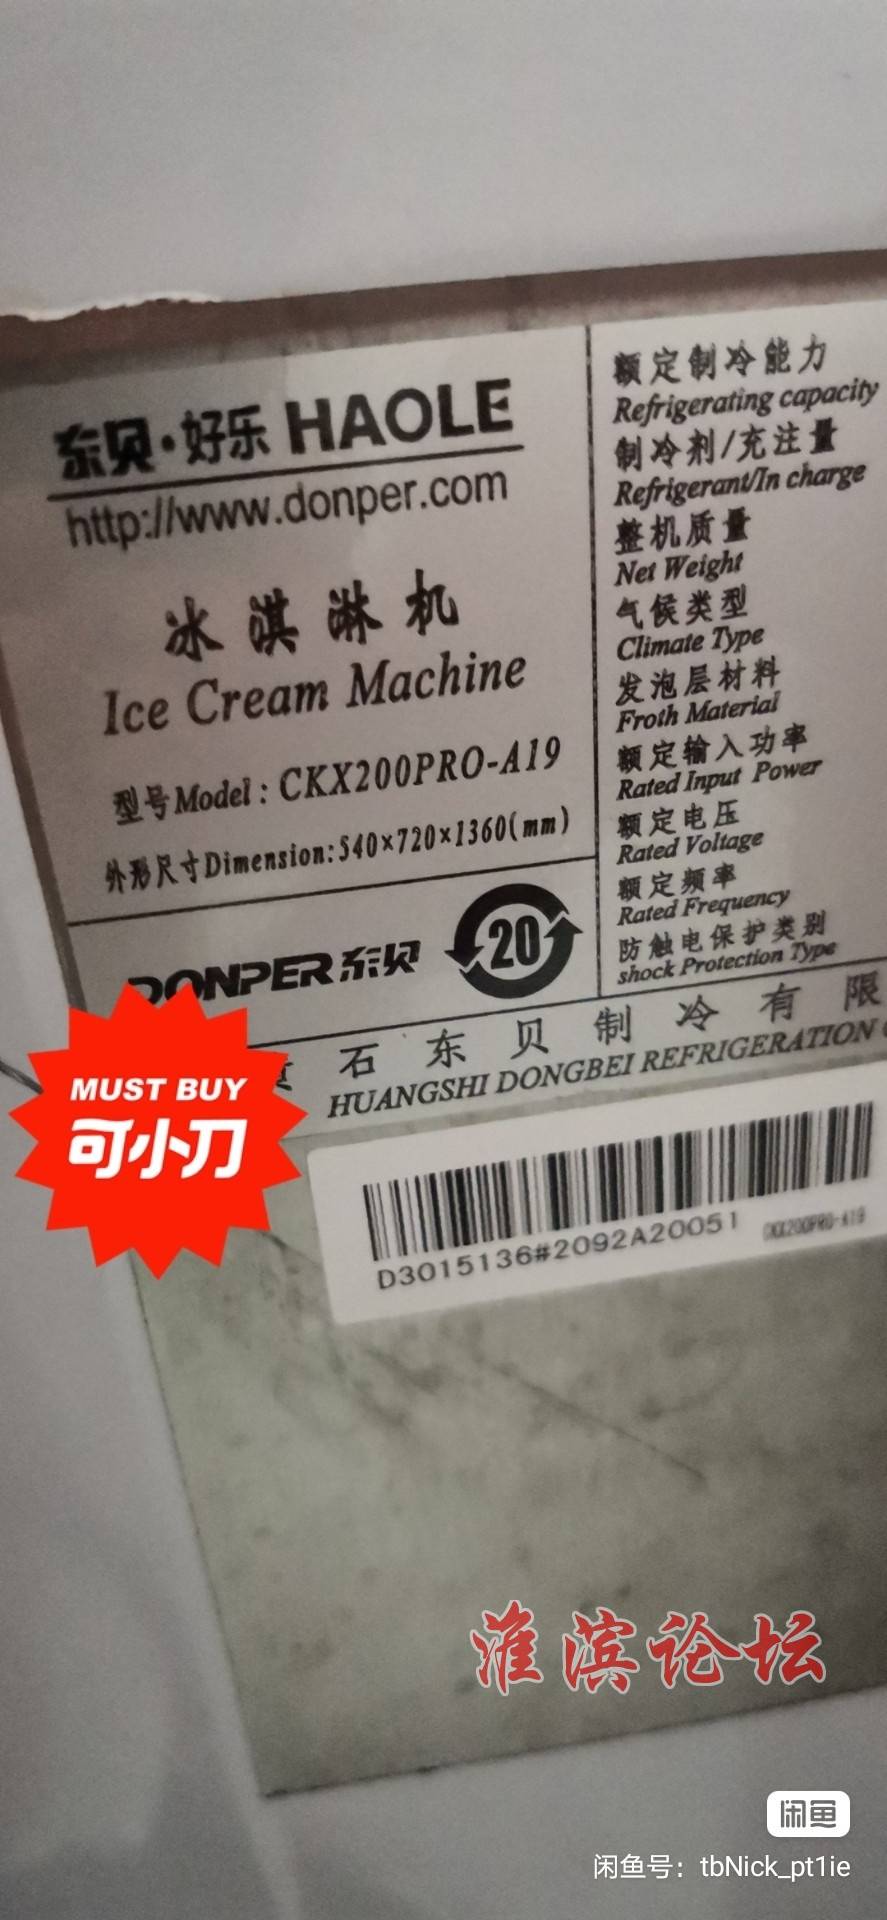 东贝·好乐 HAOLE
http://www.donper.com
冰淇淋机
Ice Cream Machine
型号Model:CKX200PRO-A19
外形尺寸Dimension:540×720×1360(mm)
DONPER东贝
20
额定制冷能力
Refrigerating capacity
制冷剂/充注量
Refrigerant/In charge
整机质量
Net Weight
气候类型
Climate Type
发泡层材料
Froth Material
额定输入功率
Rated Input Power
额定电压
Rated Voltage
额定频率
Rated Frequency
防触电保护类别
shock Protection Type
石东贝制冷有限
HUANGSHI DONGBEI REFRIGERATION
MUST BUY
可小刀
D3015136#2092A20051
CKX200PRO-A19
淮滨论坛
闲鱼
闲鱼号：tbNick_pt1ie